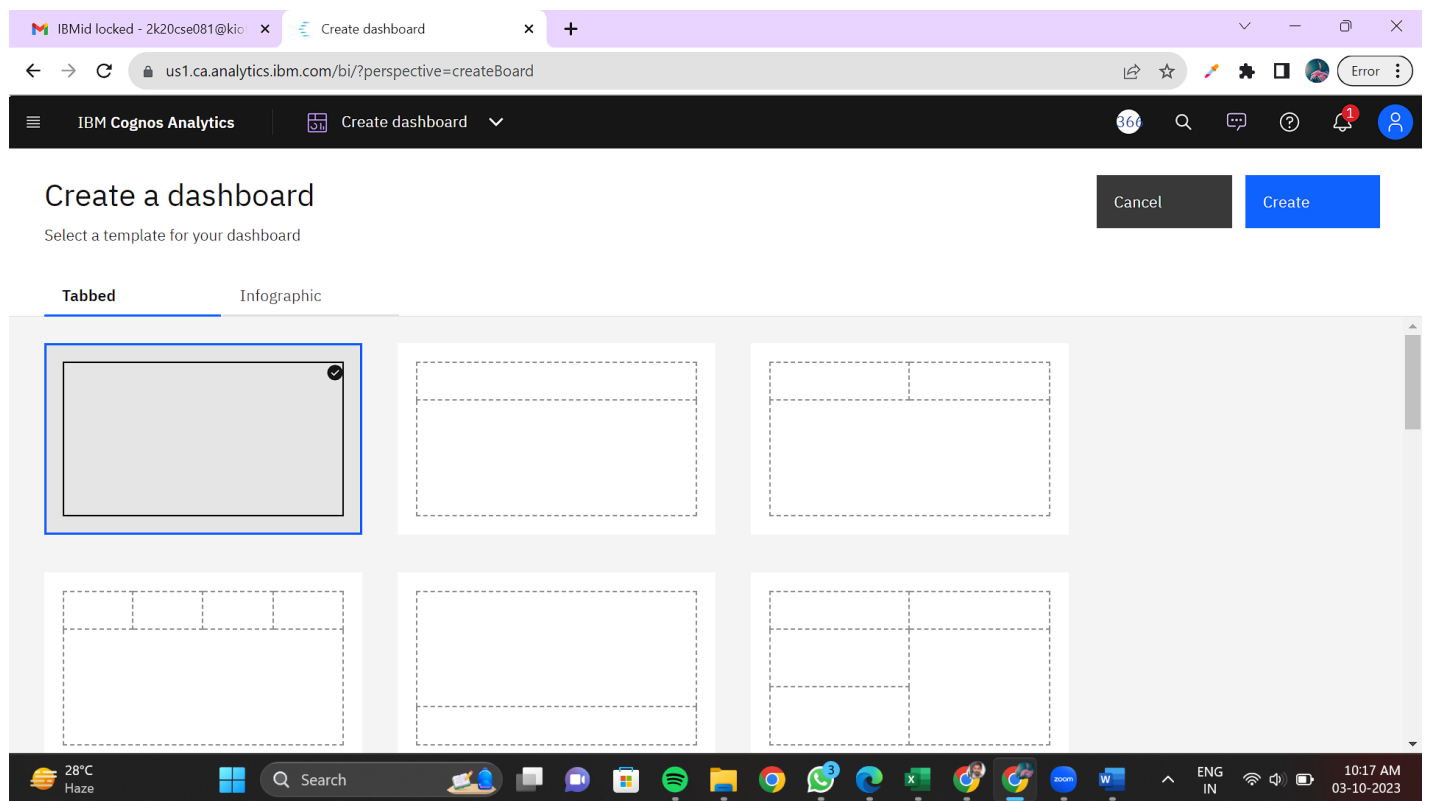 IBMid locked - 2k20cse081@kio
Create dashboard
us1.ca.analytics.ibm.com/bi/?perspective=createBoard
Error
IBM Cognos Analytics
Create dashboard
366
1
Create a dashboard
Cancel
Create
Select a template for your dashboard
Tabbed
Infographic
28°C
Haze
Search
3
zoom
ENG
IN
10:17 AM
03-10-2023